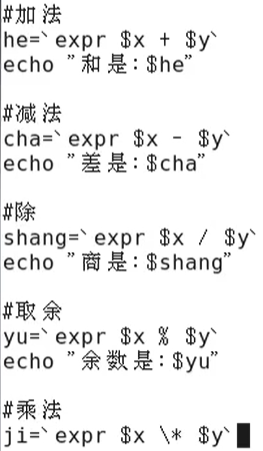 #加法
he=`expr $x + $y`
echo "和是:$he"
#减法
cha=`expr $x - $y`
echo "差是:$cha"
#除
shang=`expr $x / $y`
echo "商是:$shang"
#取余
yu=`expr $x % $y`
echo "余数是:$yu"
#乘法
ji=`expr $x \* $y`